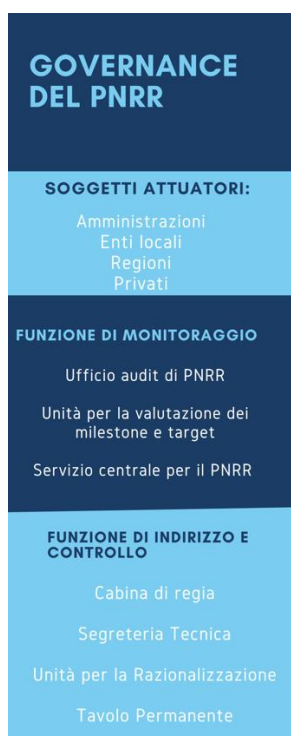 GOVERNANCE
DEL PNRR
SOGGETTI ATTUATORI:
Amministrazioni
Enti locali
Regioni
Privati
FUNZIONE DI MONITORAGGIO
Ufficio audit di PNRR
Unità per la valutazione dei
milestone e target
Servizio centrale per il PNRR
FUNZIONE DI INDIRIZZO E
CONTROLLO
Cabina di regia
Segreteria Tecnica
Unità per la Razionalizzazione
Tavolo Permanente